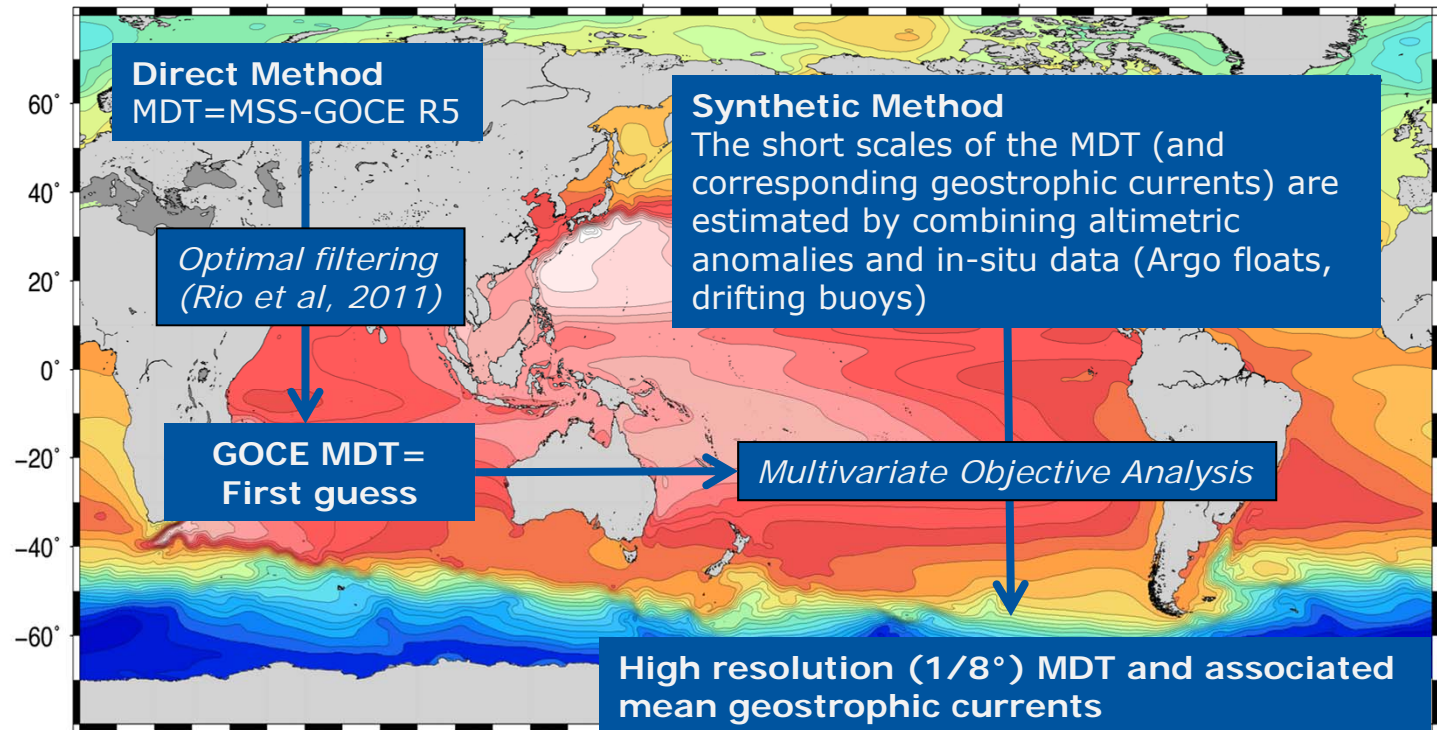 Direct Method
MDT=MSS-GOCE R5
Synthetic Method
The short scales of the MDT (and
corresponding geostrophic currents) are
estimated by combining altimetric
anomalies and in-situ data (Argo floats,
drifting buoys)
Optimal filtering
(Rio et al, 2011)
GOCE MDT=
First guess
Multivariate Objective Analysis
High resolution (1/8°) MDT and associated
mean geostrophic currents
60°
40°
20°
0°
−20°
−40°
−60°